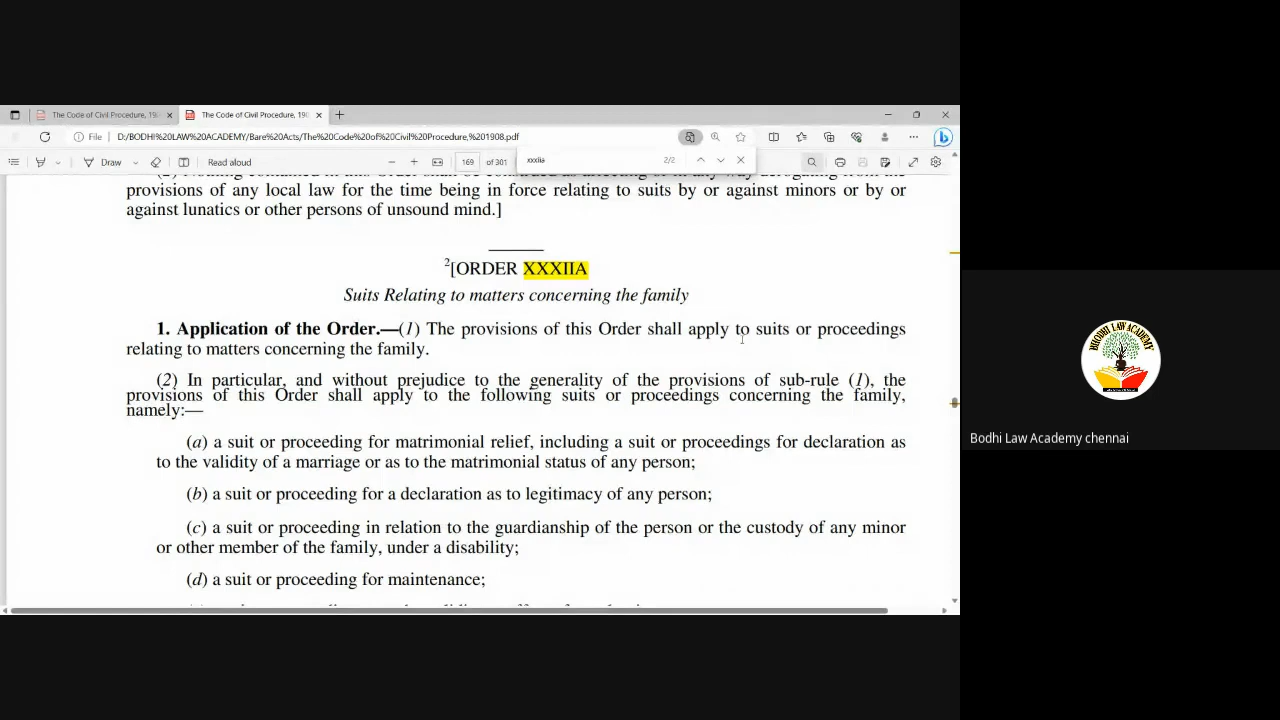 The Code of Civil Procedure, 19
The Code of Civil Procedure, 190
File
D:/BODHI%20LAW%20ACADEMY/Bare%20Acts/The%20Code%20of%20Civil%20Procedure,%201908.pdf
Draw
Read aloud
169 of 301
xxxiia
2/2
provisions of any local law for the time being in force relating to suits by or against minors or by or
against lunatics or other persons of unsound mind.]
2[ORDER XXXIIA
Suits Relating to matters concerning the family
1. Application of the Order.—(1) The provisions of this Order shall apply to suits or proceedings
relating to matters concerning the family.
(2) In particular, and without prejudice to the generality of the provisions of sub-rule (1), the
provisions of this Order shall apply to the following suits or proceedings concerning the family,
namely:—
(a) a suit or proceeding for matrimonial relief, including a suit or proceedings for declaration as
to the validity of a marriage or as to the matrimonial status of any person;
(b) a suit or proceeding for a declaration as to legitimacy of any person;
(c) a suit or proceeding in relation to the guardianship of the person or the custody of any minor
or other member of the family, under a disability;
(d) a suit or proceeding for maintenance;
BHODHI LAW ACADEMY
Bodhi Law Academy chennai